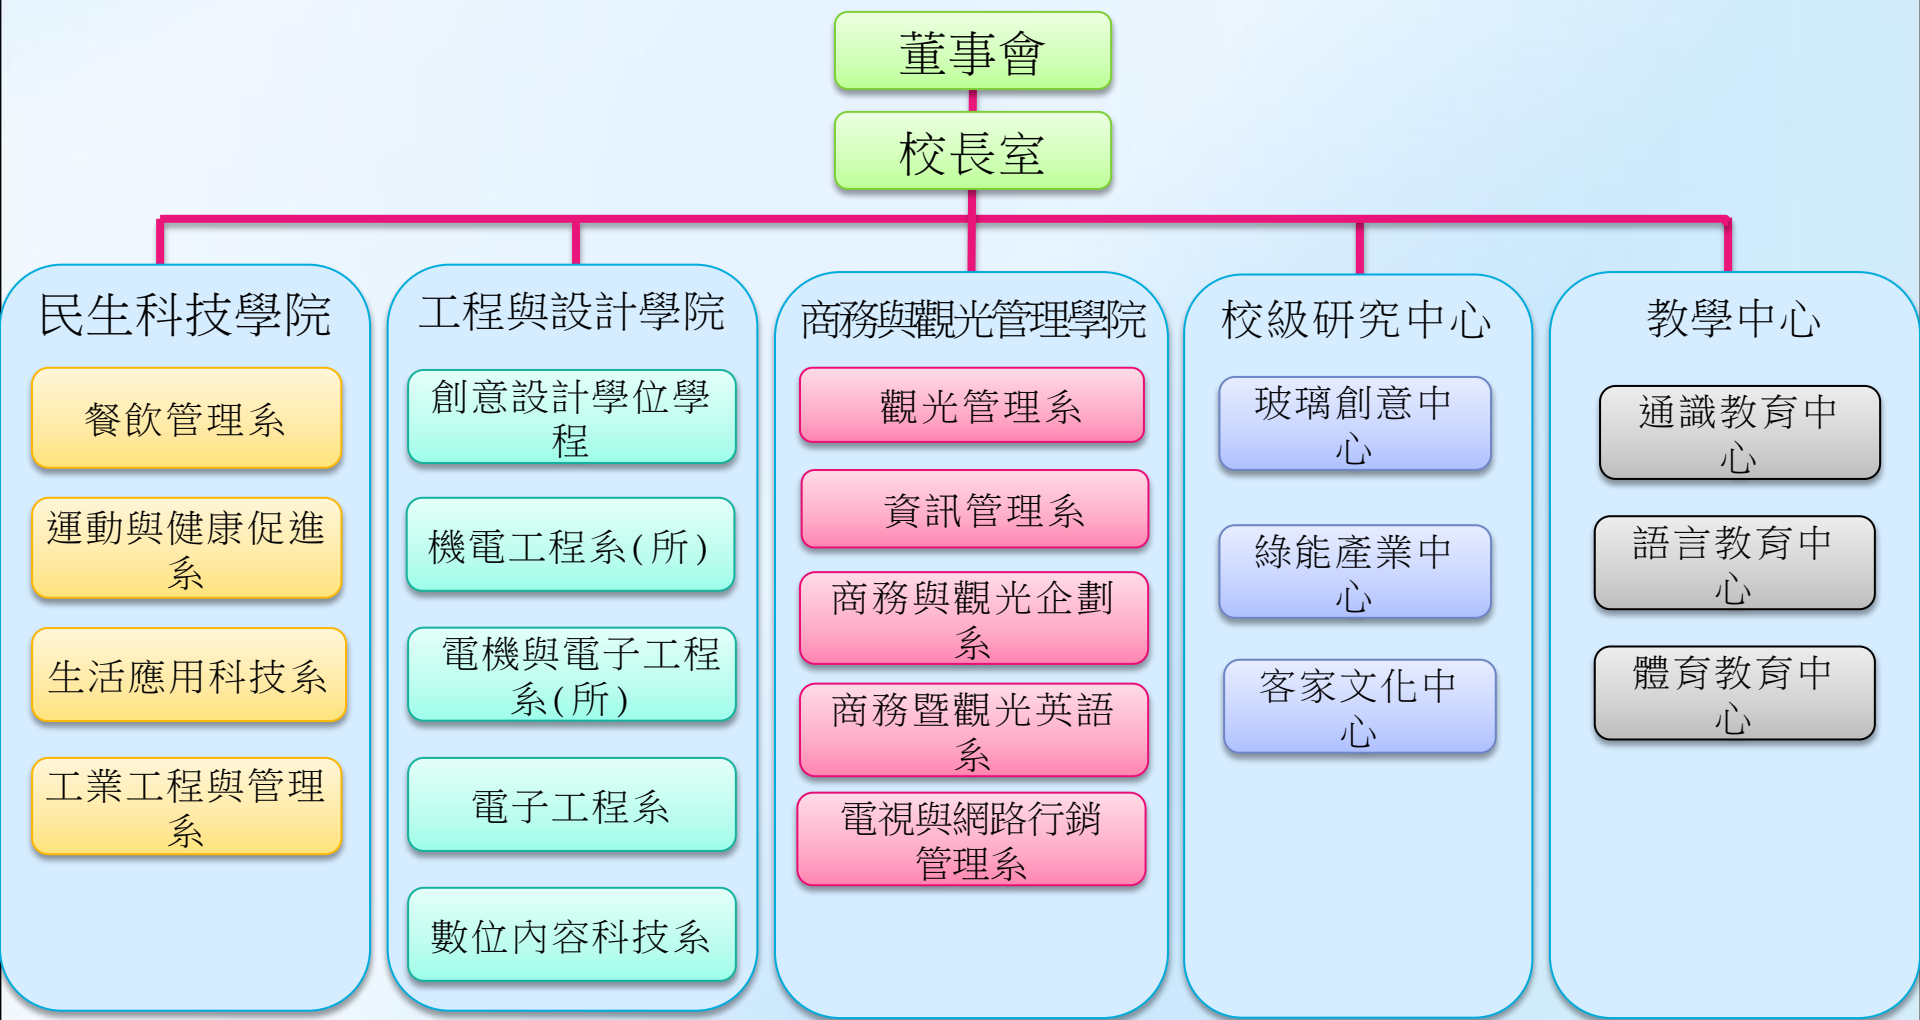 董事會
校長室
民生科技學院
餐飲管理系
運動與健康促進
系
生活應用科技系
工業工程與管理
系
工程與設計學院
創意設計學位學
程
機電工程系(所)
電機與電子工程
系(所)
電子工程系
數位內容科技系
商務與觀光管理學院
觀光管理系
資訊管理系
商務與觀光企劃
系
商務暨觀光英語
系
電視與網路行銷
管理系
校級研究中心
玻璃創意中
心
綠能產業中
心
客家文化中
心
教學中心
通識教育中
心
語言教育中
心
體育教育中
心